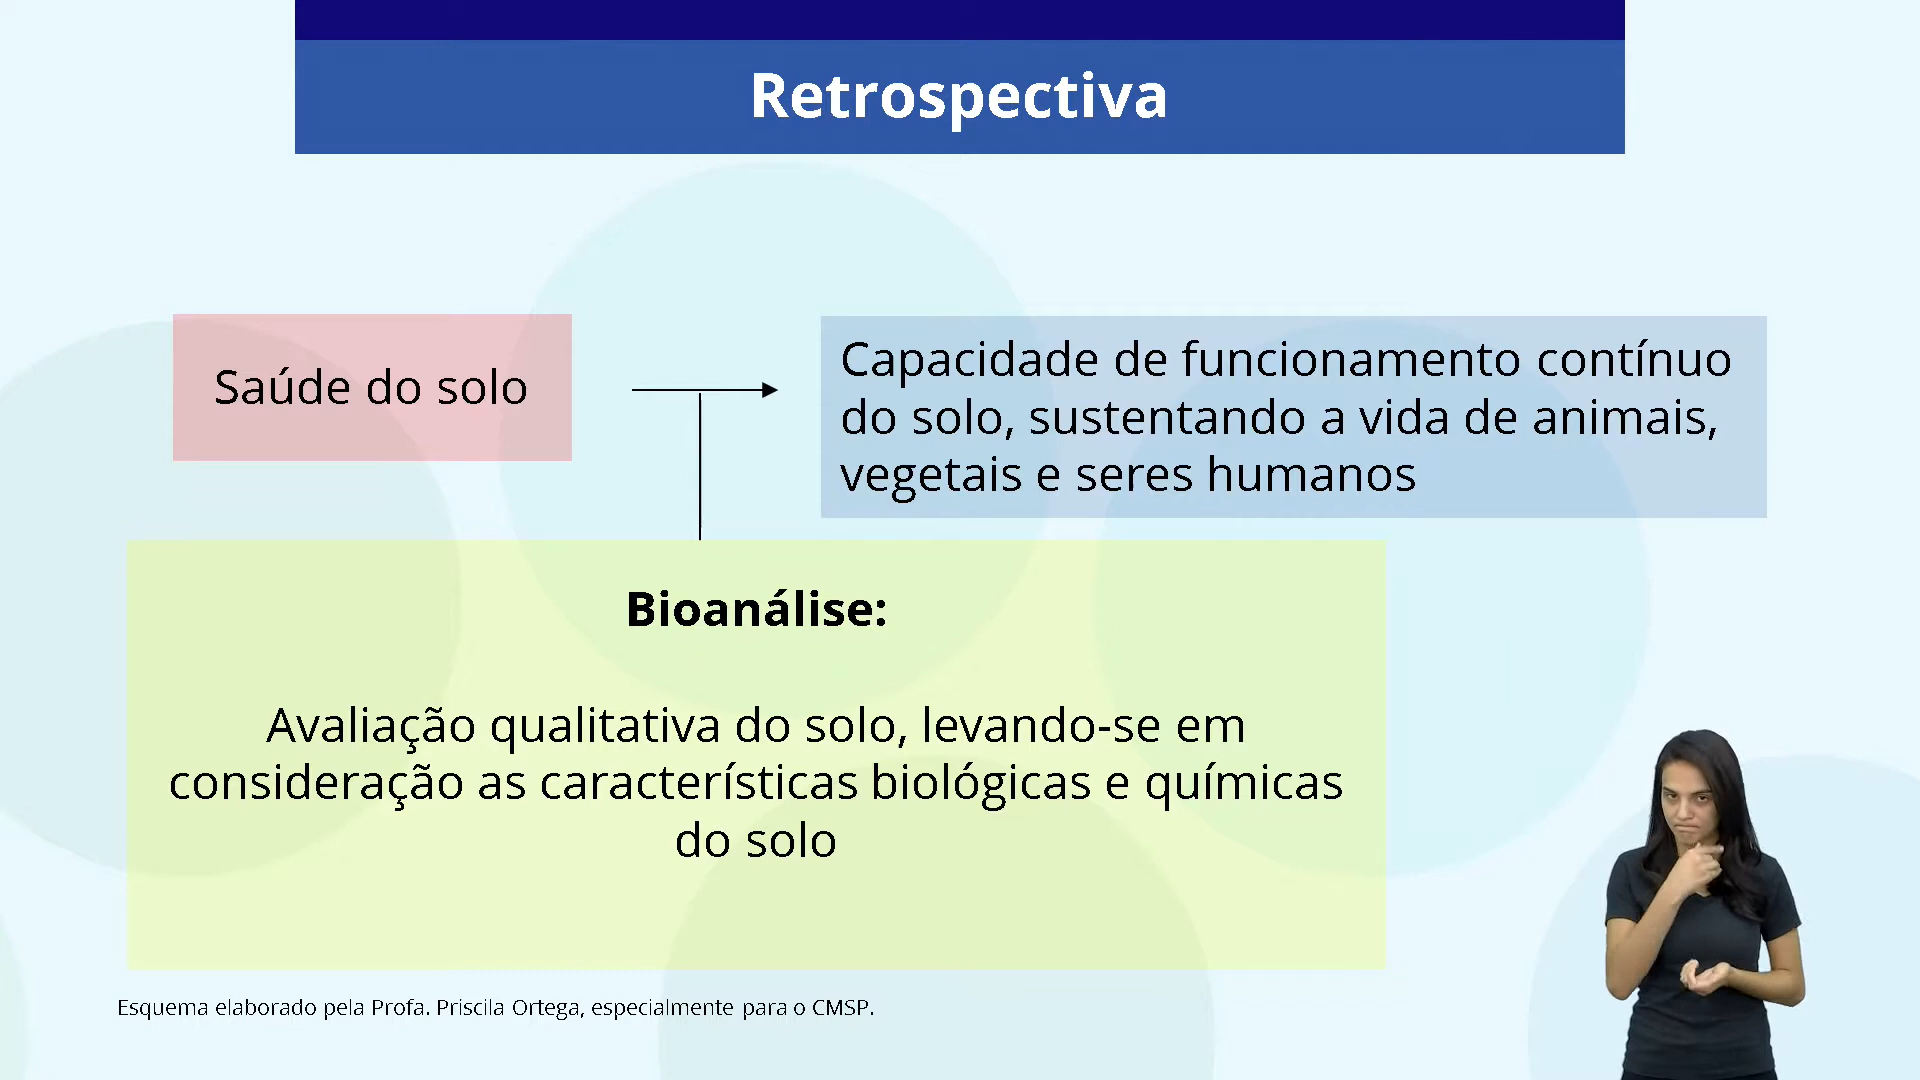 Retrospectiva
Saúde do solo
Capacidade de funcionamento contínuo
do solo, sustentando a vida de animais,
vegetais e seres humanos
Bioanálise:
Avaliação qualitativa do solo, levando-se em
consideração as características biológicas e químicas
do solo
Esquema elaborado pela Profa. Priscila Ortega, especialmente para o CMSP.